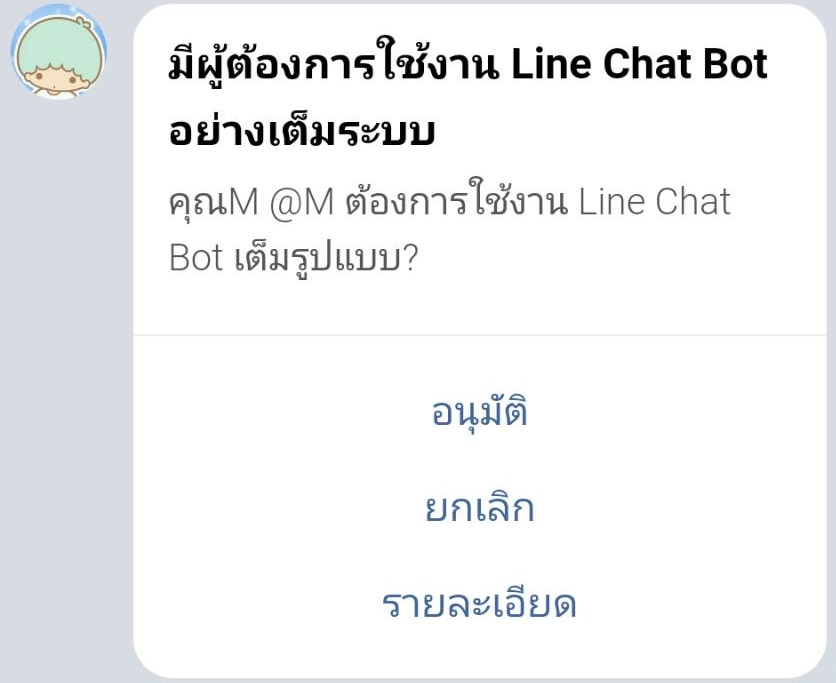 มีผู้ต้องการใช้งาน Line Chat Bot
อย่างเต็มระบบ
คุณM @M ต้องการใช้งาน Line Chat
Bot เต็มรูปแบบ?
อนุมัติ
ยกเลิก
รายละเอียด